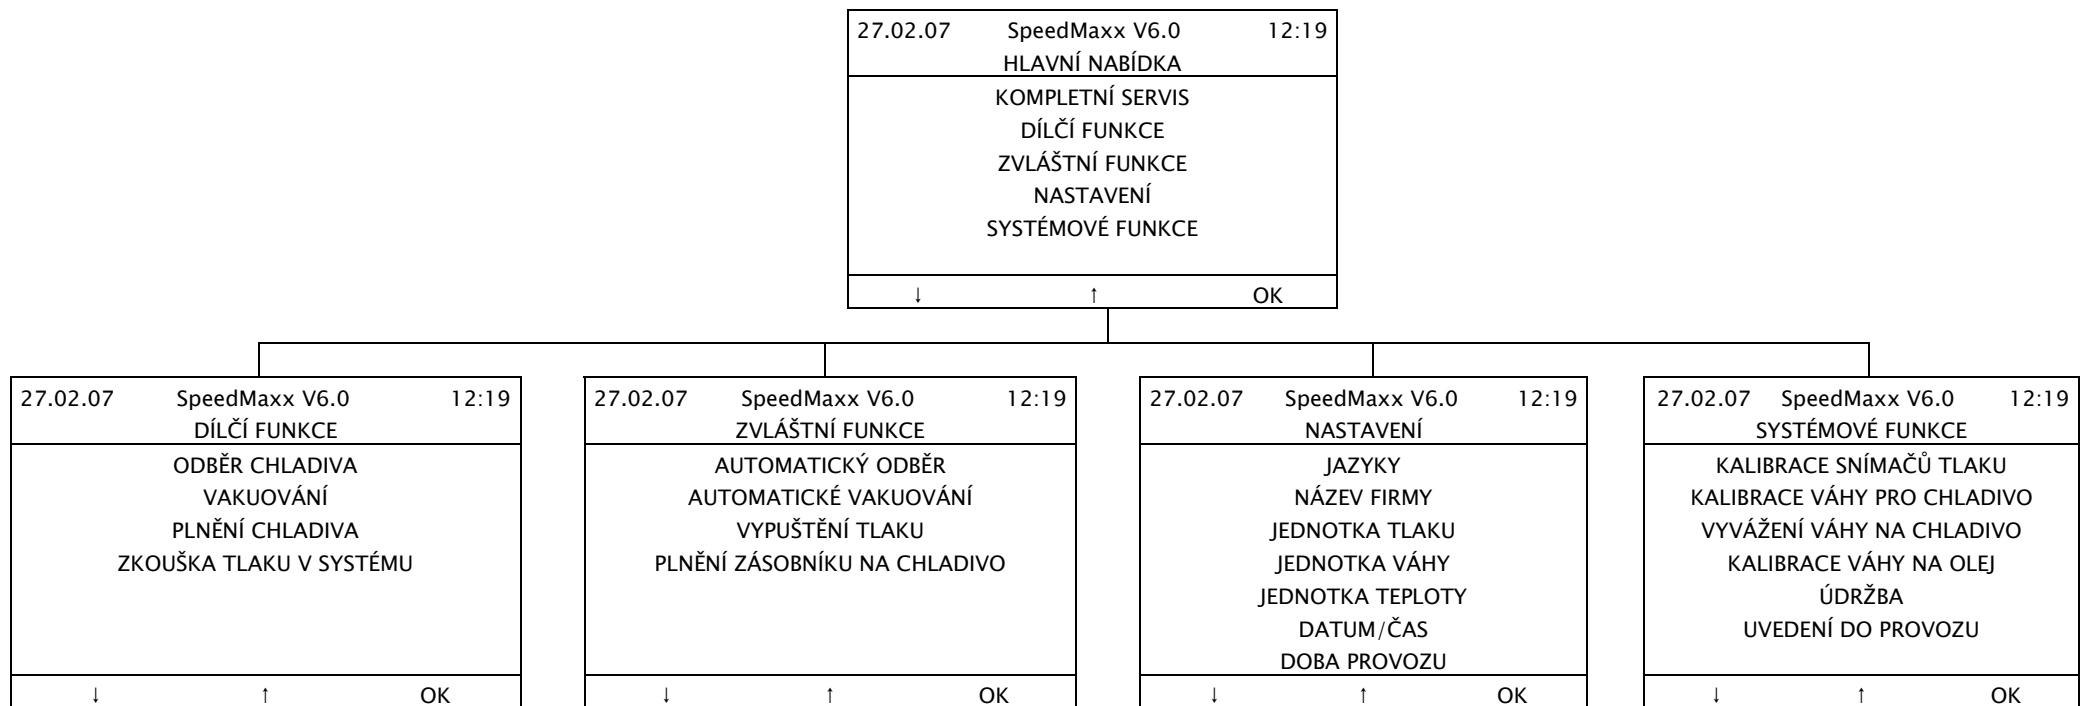 27.02.07 SpeedMaxx V6.0 12:19
HLAVNÍ NABÍDKA
KOMPLETNÍ SERVIS
DÍLČÍ FUNKCE
ZVLÁŠTNÍ FUNKCE
NASTAVENÍ
SYSTÉMOVÉ FUNKCE
↓ ↑ OK
27.02.07 SpeedMaxx V6.0 12:19
DÍLČÍ FUNKCE
ODBĚR CHLADIVA
VAKUOVÁNÍ
PLNĚNÍ CHLADIVA
ZKOUŠKA TLAKU V SYSTÉMU
↓ ↑ OK
27.02.07 SpeedMaxx V6.0 12:19
ZVLÁŠTNÍ FUNKCE
AUTOMATICKÝ ODBĚR
AUTOMATICKÉ VAKUOVÁNÍ
VYPUŠTĚNÍ TLAKU
PLNĚNÍ ZÁSOBNÍKU NA CHLADIVO
↓ ↑ OK
27.02.07 SpeedMaxx V6.0 12:19
NASTAVENÍ
JAZYKY
NÁZEV FIRMY
JEDNOTKA TLAKU
JEDNOTKA VÁHY
JEDNOTKA TEPLOTY
DATUM/ČAS
DOBA PROVOZU
↓ ↑ OK
27.02.07 SpeedMaxx V6.0 12:19
SYSTÉMOVÉ FUNKCE
KALIBRACE SNÍMAČŮ TLAKU
KALIBRACE VÁHY PRO CHLADIVO
VYVÁŽENÍ VÁHY NA CHLADIVO
KALIBRACE VÁHY NA OLEJ
ÚDRŽBA
UVEDENÍ DO PROVOZU
↓ ↑ OK